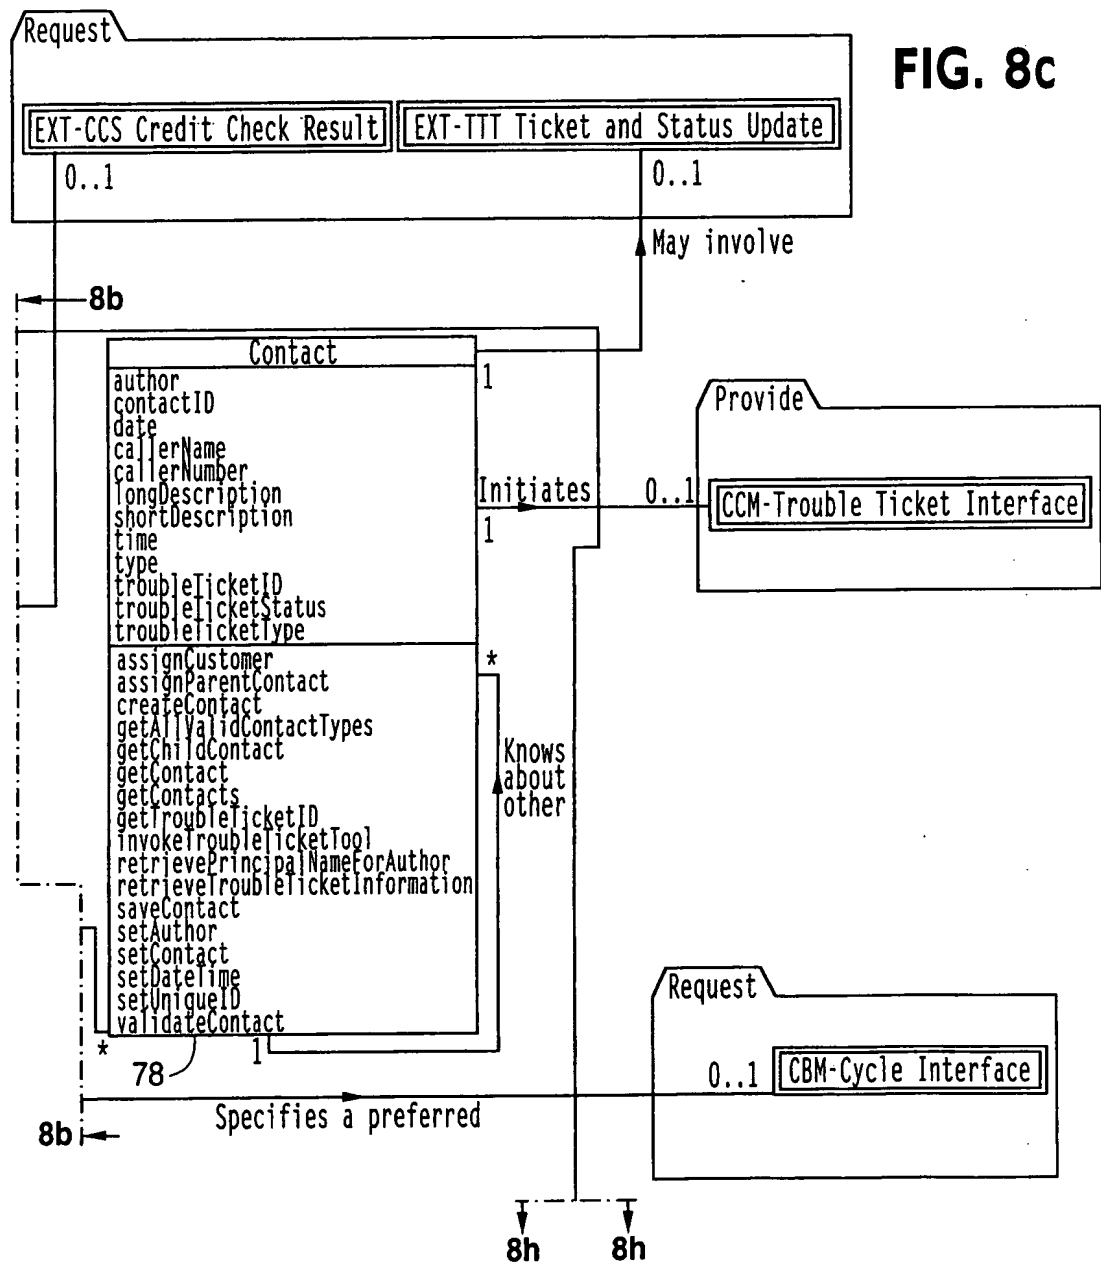 Request
FIG. 8c
EXT-CCS Credit Check Result
EXT-TTT Ticket and Status Update
0..1
0..1
May involve
8b
Contact
1
author
contactID
date
callerName
callerNumber
longDescription
shortDescription
time
type
troubleTicketID
troubleTicketStatus
troubleTicketType
Provide
Initiates
0..1
CCM-Trouble Ticket Interface
1
*
assignCustomer
assignParentContact
createContact
getAllValidContactTypes
getChildContact
getContact
getContacts
getTroubleTicketID
invokeTroubleTicketTool
retrievePrincipalNameForAuthor
retrieveTroubleTicketInformation
saveContact
setAuthor
setContact
setDateTime
setUniqueID
validateContact
Knows
about
other
Request
*
1
78
0..1
CBM-Cycle Interface
Specifies a preferred
8b
8h
8h